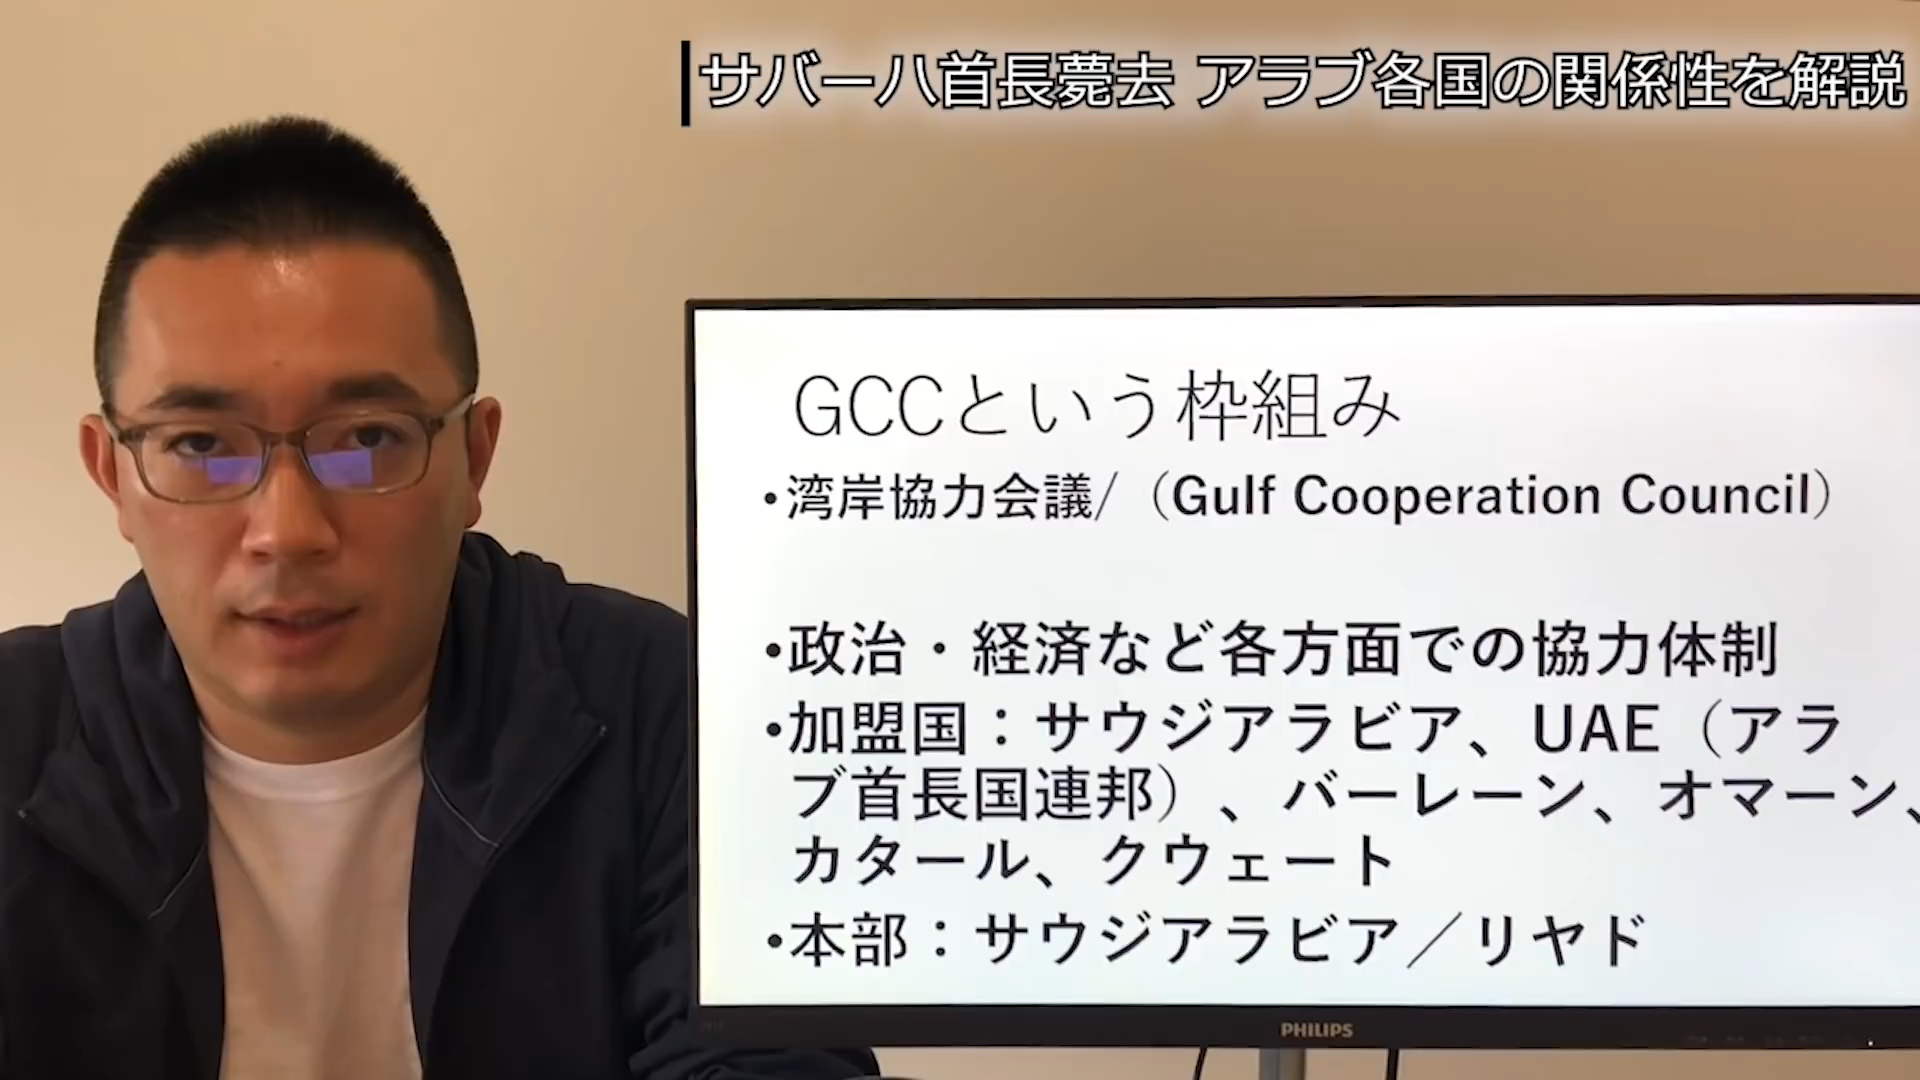 サバーハ首長薨去 アラブ各国の関係性を解説
GCCという枠組み
•湾岸協力会議/（Gulf Cooperation Council）
•政治・経済など各方面での協力体制
•加盟国：サウジアラビア、UAE（アラ
ブ首長国連邦）、バーレーン、オマーン、
カタール、クウェート
•本部：サウジアラビア／リヤド
PHILIPS